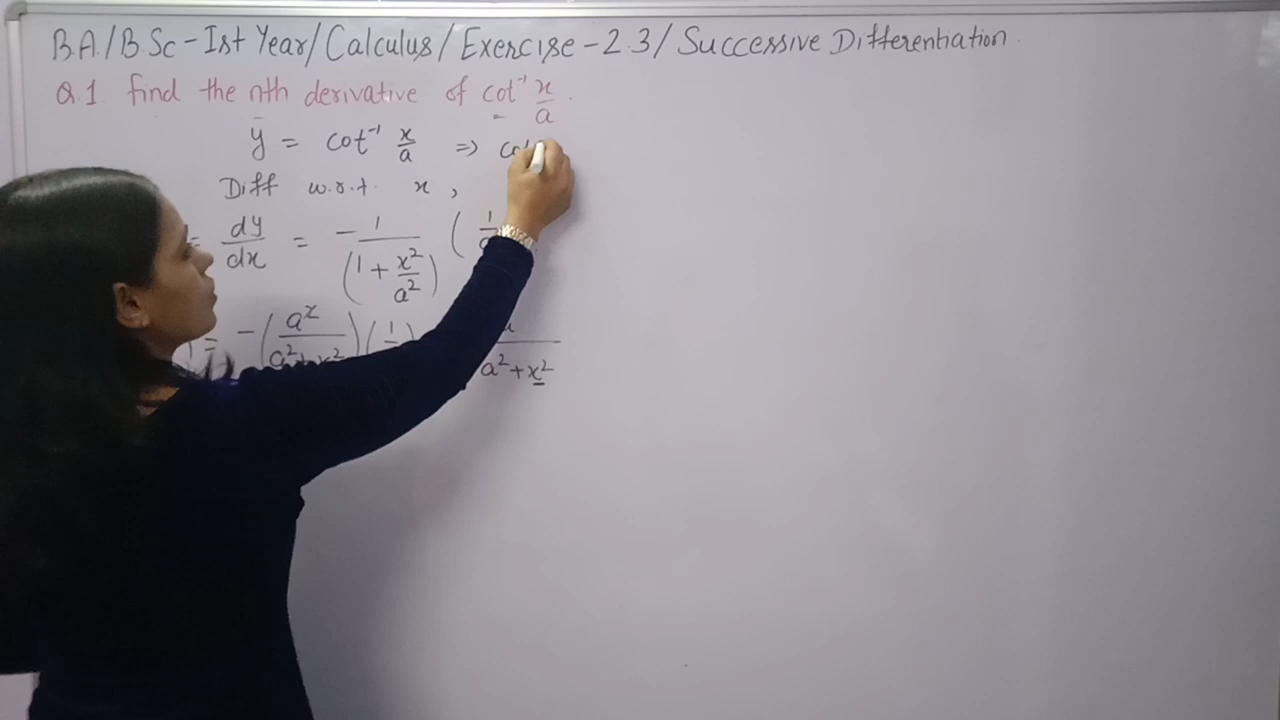 B.A./B Sc-Ist Year/Calculus/Exercise-2.3/Successive Differentiation.
Q.1. find the nth derivative of cot⁻¹ x/a.
y = cot⁻¹ x/a ⇒ cot
Diff w.r.t. x,
= dy/dx = -1/(1 + x²/a²) (1/a
= -(a²/(a²+x²))(1/ a²+x²